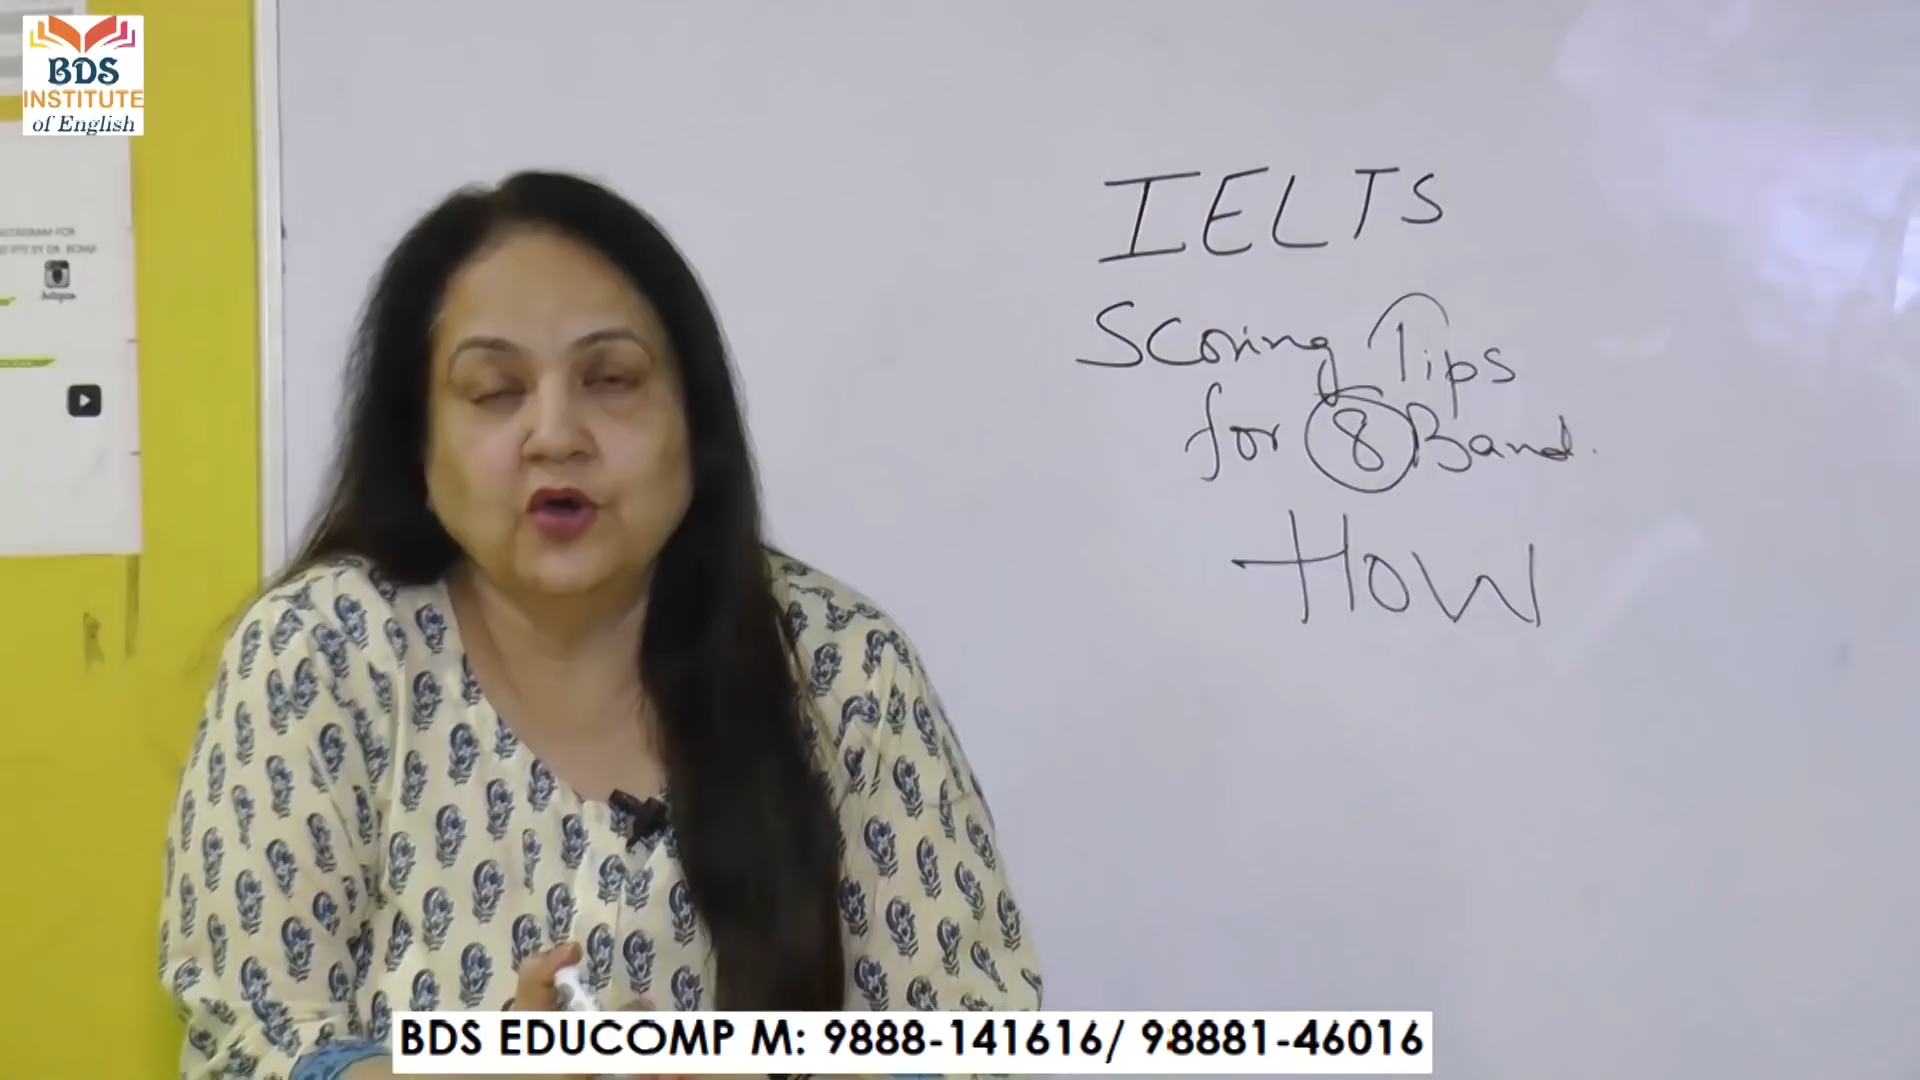 BDS
INSTITUTE
of English
IELTS
Scoring Tips
for 8 Band.
HOW
BDS EDUCOMP M: 9888-141616/ 98881-46016